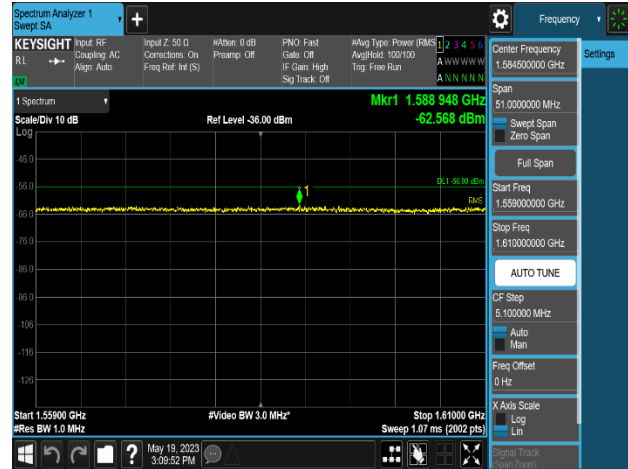 Spectrum Analyzer 1
Swept SA
+
Frequency
KEYSIGHT
RL
Input: RF
Coupling: AC
Align: Auto
Input Z: 50 Ω
Corrections: On
Freq Ref: Int (S)
#Atten: 0 dB
Preamp: Off
PNO: Fast
Gate: Off
IF Gain: High
Sig Track: Off
#Avg Type: Power (RMS
Avg|Hold: 100/100
Trig: Free Run
1 2 3 4 5 6
A W W W W W
A N N N N N
1 Spectrum
Scale/Div 10 dB
Ref Level -36.00 dBm
Mkr1 1.588 948 GHz
-62.568 dBm
Log
-46.0
-56.0
-66.0
-76.0
-86.0
-96.0
-106
-116
-126
DL1 -56.00 dBm
RMS
1
Start 1.55900 GHz
#Res BW 1.0 MHz
#Video BW 3.0 MHz*
Stop 1.61000 GHz
Sweep 1.07 ms (2002 pts)
?
May 19, 2023
3:09:52 PM
Center Frequency
1.584500000 GHz
Settings
Span
51.0000000 MHz
Swept Span
Zero Span
Full Span
Start Freq
1.559000000 GHz
Stop Freq
1.610000000 GHz
AUTO TUNE
CF Step
5.100000 MHz
Auto
Man
Freq Offset
0 Hz
X Axis Scale
Log
Lin
Signal Track
(Span Zoom)